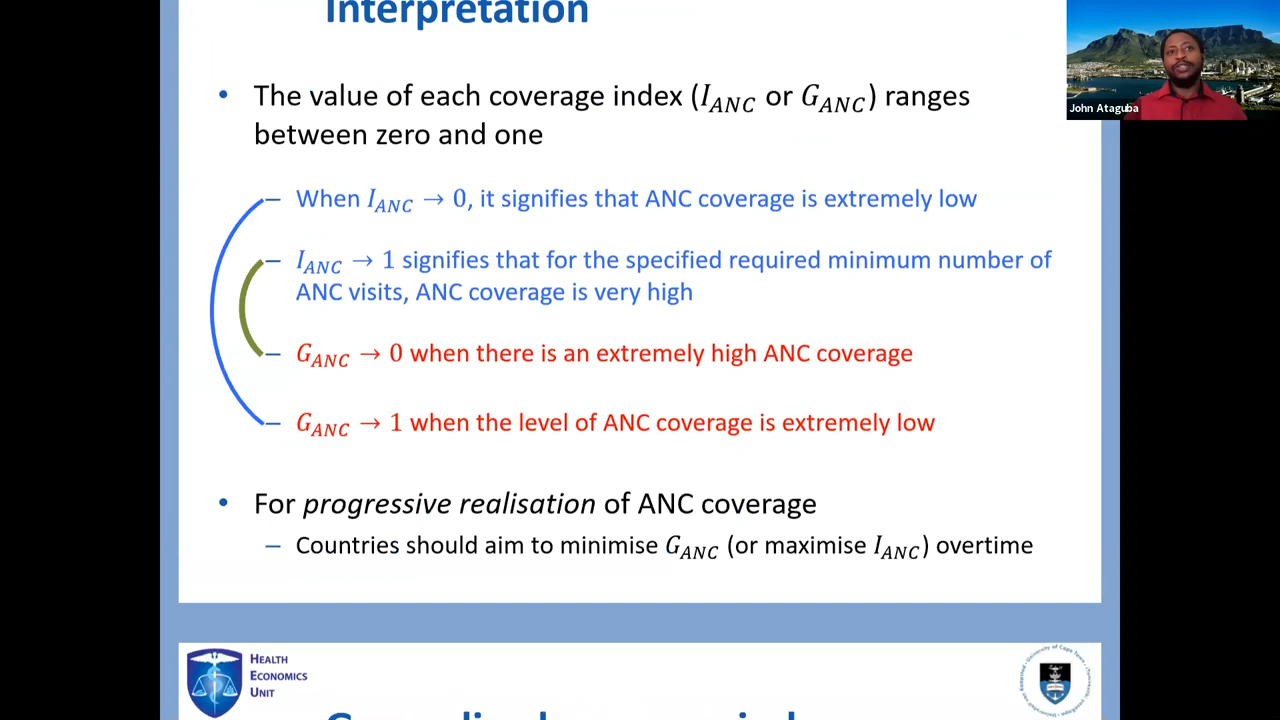 Interpretation
John Ataguba
• The value of each coverage index (I_ANC or G_ANC) ranges
between zero and one
– When I_ANC → 0, it signifies that ANC coverage is extremely low
– I_ANC → 1 signifies that for the specified required minimum number of
ANC visits, ANC coverage is very high
– G_ANC → 0 when there is an extremely high ANC coverage
– G_ANC → 1 when the level of ANC coverage is extremely low
• For progressive realisation of ANC coverage
– Countries should aim to minimise G_ANC (or maximise I_ANC) overtime
HEALTH
ECONOMICS
UNIT
University of Cape Town